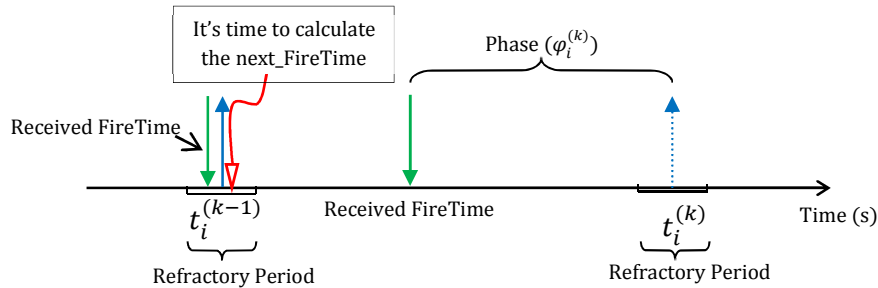 It's time to calculate
the next_FireTime
Phase (φ_i^(k))
Received FireTime
Received FireTime
t_i^(k−1)
t_i^(k)
Time (s)
Refractory Period
Refractory Period